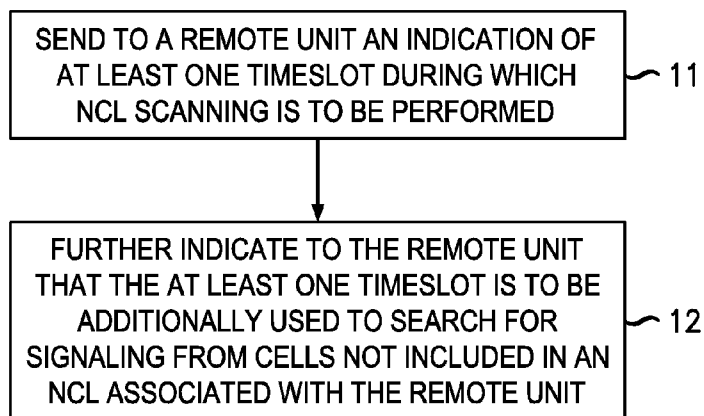 SEND TO A REMOTE UNIT AN INDICATION OF
AT LEAST ONE TIMESLOT DURING WHICH
NCL SCANNING IS TO BE PERFORMED
11
FURTHER INDICATE TO THE REMOTE UNIT
THAT THE AT LEAST ONE TIMESLOT IS TO BE
ADDITIONALLY USED TO SEARCH FOR
SIGNALING FROM CELLS NOT INCLUDED IN AN
NCL ASSOCIATED WITH THE REMOTE UNIT
12